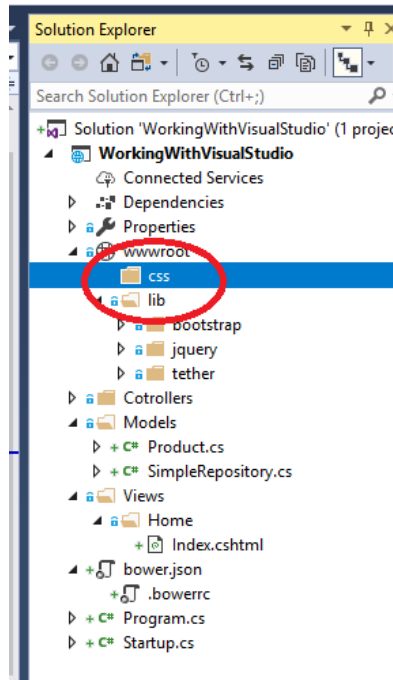 Solution Explorer
Search Solution Explorer (Ctrl+;)
Solution 'WorkingWithVisualStudio' (1 projec
WorkingWithVisualStudio
Connected Services
Dependencies
Properties
wwwroot
css
lib
bootstrap
jquery
tether
Cotrollers
Models
C# Product.cs
C# SimpleRepository.cs
Views
Home
Index.cshtml
bower.json
.bowerrc
C# Program.cs
C# Startup.cs